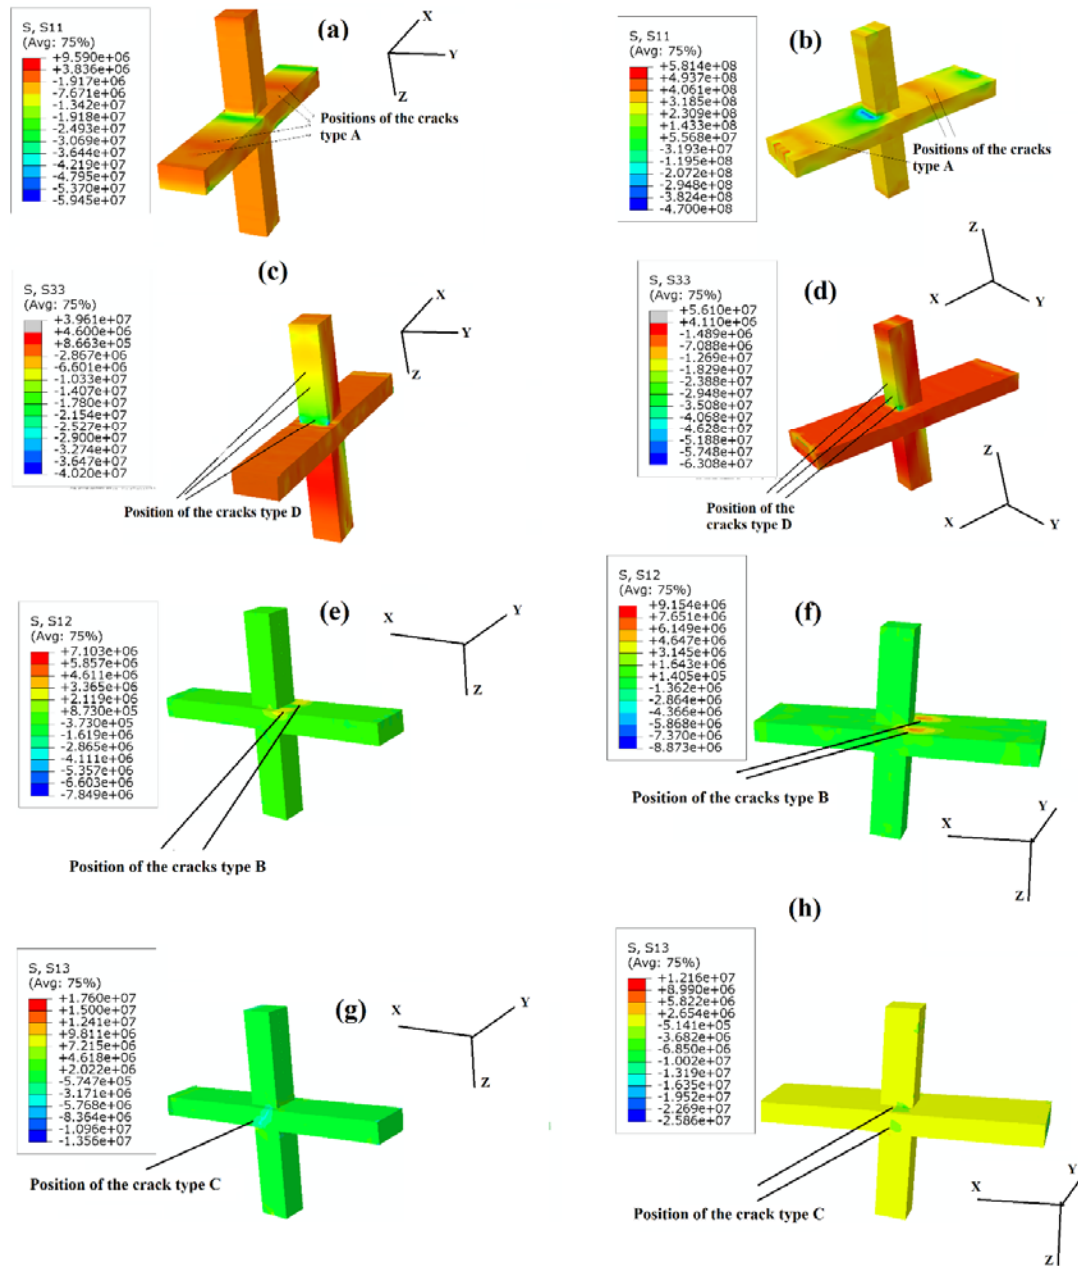 (a)
S, S11
(Avg: 75%)
+9.590e+06
+3.836e+06
-1.917e+06
-7.671e+06
-1.342e+07
-1.918e+07
-2.493e+07
-3.069e+07
-3.644e+07
-4.219e+07
-4.795e+07
-5.370e+07
-5.945e+07
X
Y
Z
Positions of the cracks
type A
(b)
S, S11
(Avg: 75%)
+5.814e+08
+4.937e+08
+4.061e+08
+3.185e+08
+2.309e+08
+1.433e+08
+5.568e+07
-3.193e+07
-1.195e+08
-2.072e+08
-2.948e+08
-3.824e+08
-4.700e+08
Positions of the cracks
type A
Z
X
Y
(c)
S, S33
(Avg: 75%)
+3.961e+07
+4.600e+06
+8.663e+05
-2.867e+06
-6.601e+06
-1.033e+07
-1.407e+07
-1.780e+07
-2.154e+07
-2.527e+07
-2.900e+07
-3.274e+07
-3.647e+07
-4.020e+07
X
Y
Z
Position of the cracks type D
(d)
S, S33
(Avg: 75%)
+5.610e+07
+4.110e+06
-1.489e+06
-7.088e+06
-1.269e+07
-1.829e+07
-2.388e+07
-2.948e+07
-3.508e+07
-4.068e+07
-4.628e+07
-5.188e+07
-5.748e+07
-6.308e+07
Position of the
cracks type D
Z
X
Y
(e)
S, S12
(Avg: 75%)
+7.103e+06
+5.857e+06
+4.611e+06
+3.365e+06
+2.119e+06
+8.730e+05
-3.730e+05
-1.619e+06
-2.865e+06
-4.111e+06
-5.357e+06
-6.603e+06
-7.849e+06
X
Y
Z
Position of the cracks type B
(f)
S, S12
(Avg: 75%)
+9.154e+06
+7.651e+06
+6.149e+06
+4.647e+06
+3.145e+06
+1.643e+06
+1.405e+05
-1.362e+06
-2.864e+06
-4.366e+06
-5.868e+06
-7.370e+06
-8.873e+06
Position of the cracks type B
X
Y
Z
(g)
S, S13
(Avg: 75%)
+1.760e+07
+1.500e+07
+1.241e+07
+9.811e+06
+7.215e+06
+4.618e+06
+2.022e+06
-5.747e+05
-3.171e+06
-5.768e+06
-8.364e+06
-1.096e+07
-1.356e+07
X
Y
Z
Position of the crack type C
(h)
S, S13
(Avg: 75%)
+1.216e+07
+8.990e+06
+5.822e+06
+2.654e+06
-5.141e+05
-3.682e+06
-6.850e+06
-1.002e+07
-1.319e+07
-1.635e+07
-1.952e+07
-2.269e+07
-2.586e+07
Position of the crack type C
X
Y
Z